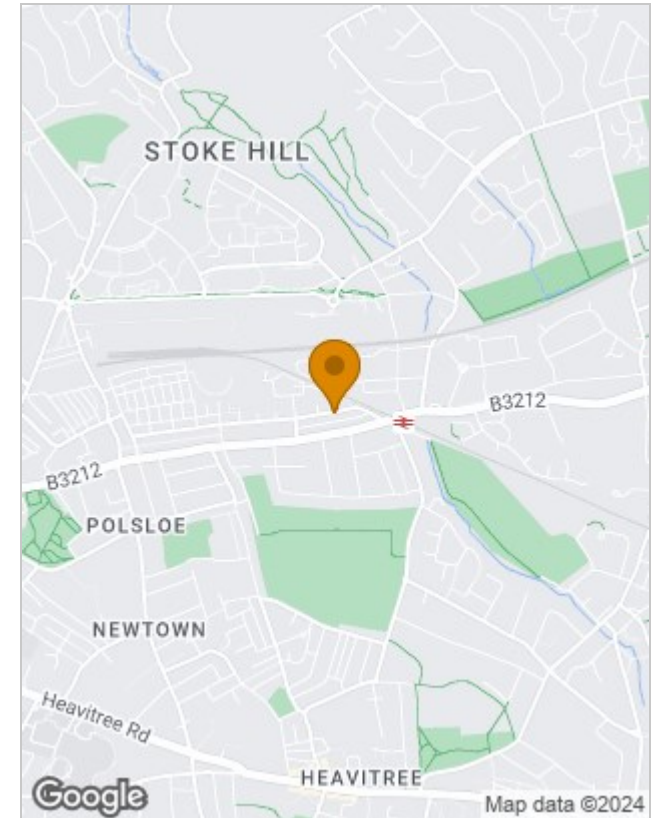 STOKE HILL
B3212
B3212
POLSLOE
NEWTOWN
Heavitree Rd
HEAVITREE
Google
Map data ©2024